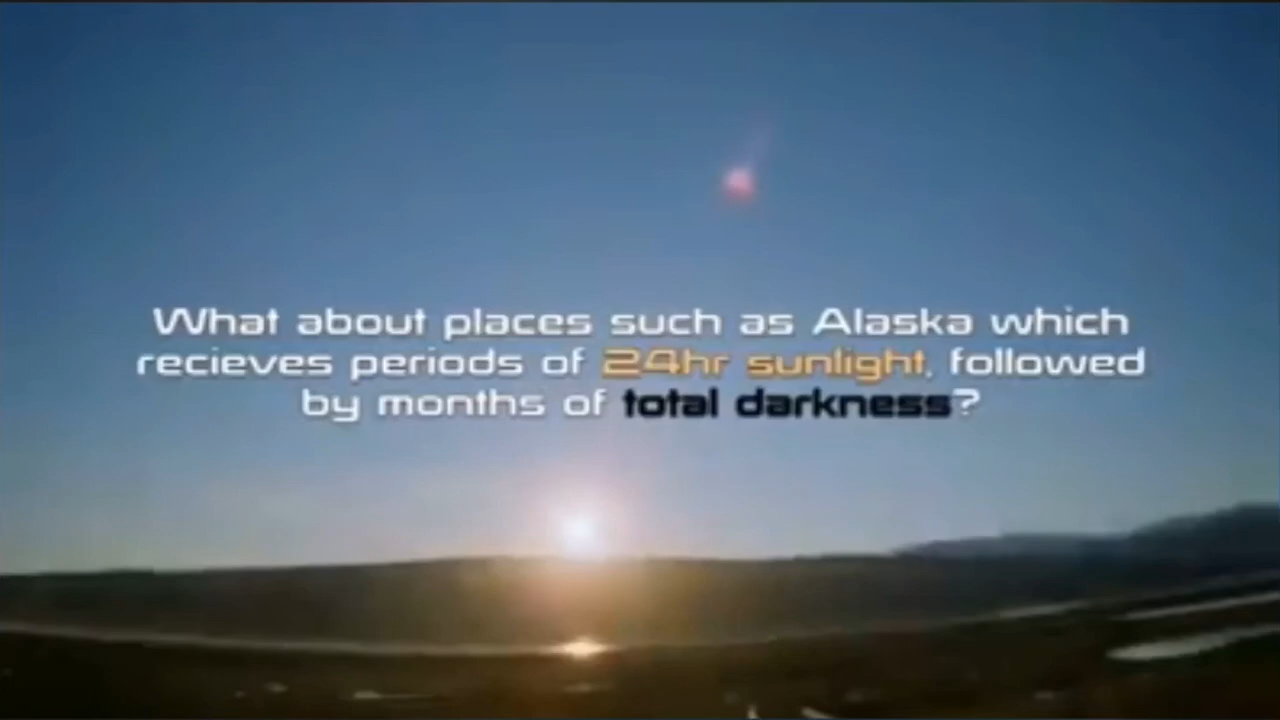 What about places such as Alaska which
recieves periods of 24hr sunlight, followed
by months of total darkness?